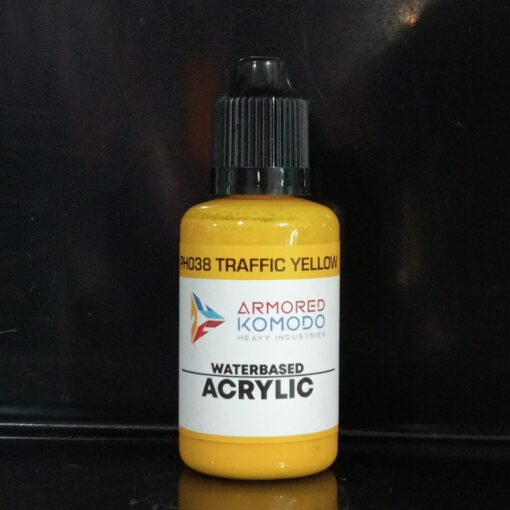 PH038 TRAFFIC YELLOW
ARMORED
KOMODO
HEAVY INDUSTRIES
WATERBASED
ACRYLIC